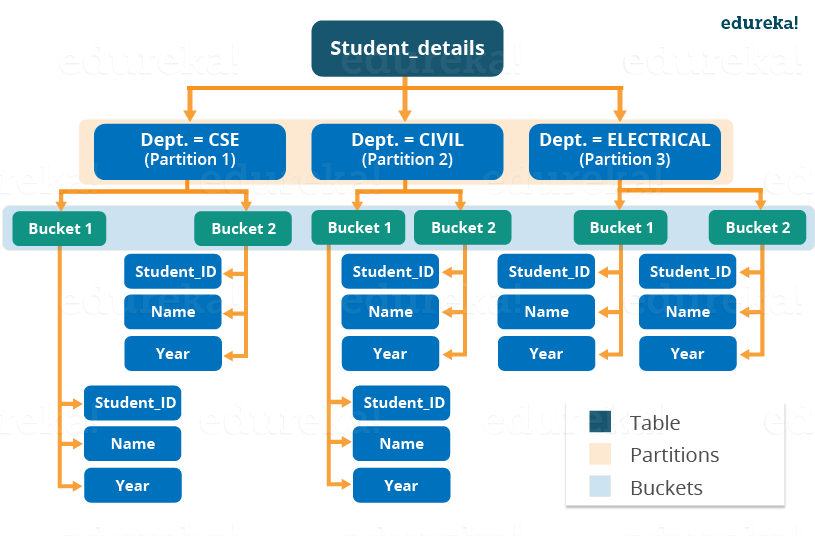 edureka!
Student_details
Dept. = CSE
(Partition 1)
Dept. = CIVIL
(Partition 2)
Dept. = ELECTRICAL
(Partition 3)
Bucket 1
Bucket 2
Bucket 1
Bucket 2
Bucket 1
Bucket 2
Student_ID
Name
Year
Student_ID
Name
Year
Student_ID
Name
Year
Student_ID
Name
Year
Student_ID
Name
Year
Student_ID
Name
Year
Table
Partitions
Buckets